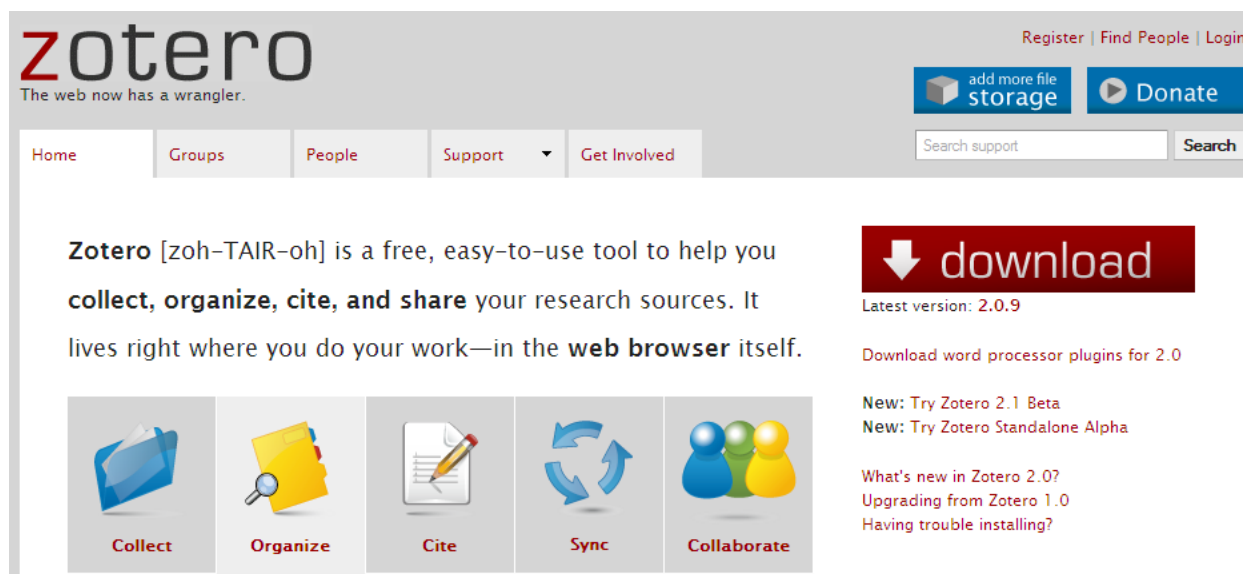 zotero
The web now has a wrangler.
Register | Find People | Login
add more file
storage
Donate
Home
Groups
People
Support
Get Involved
Search support
Search
Zotero [zoh-TAIR-oh] is a free, easy-to-use tool to help you
collect, organize, cite, and share your research sources. It
lives right where you do your work—in the web browser itself.
download
Latest version: 2.0.9
Download word processor plugins for 2.0
New: Try Zotero 2.1 Beta
New: Try Zotero Standalone Alpha
What's new in Zotero 2.0?
Upgrading from Zotero 1.0
Having trouble installing?
Collect
Organize
Cite
Sync
Collaborate